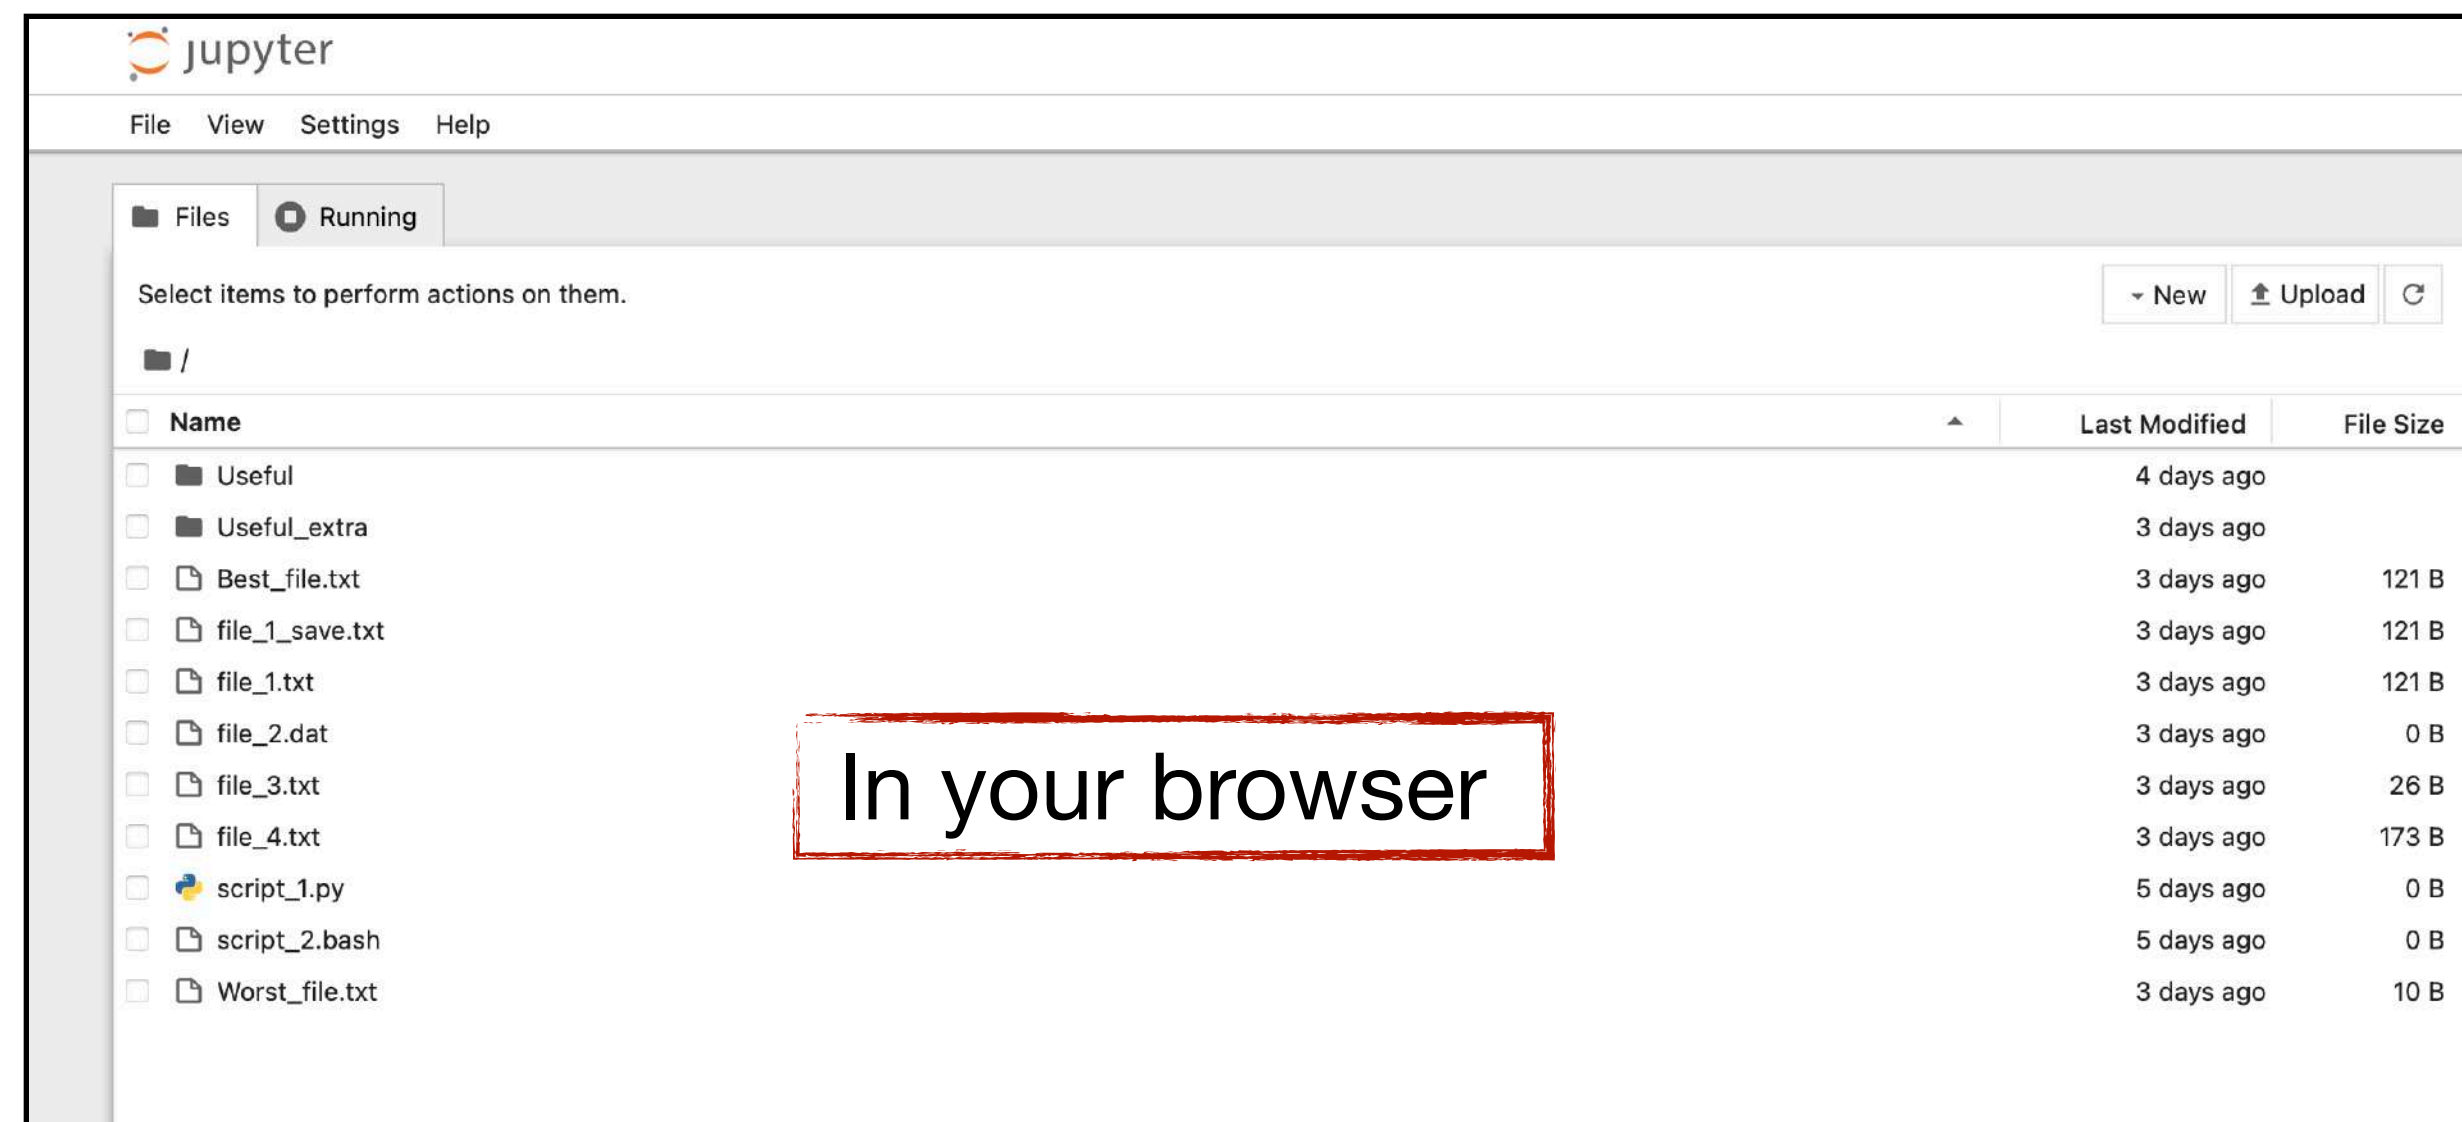 jupyter
File View Settings Help
Files Running
Select items to perform actions on them.
New Upload
/
Name Last Modified File Size
Useful 4 days ago
Useful_extra 3 days ago
Best_file.txt 3 days ago 121 B
file_1_save.txt 3 days ago 121 B
file_1.txt 3 days ago 121 B
file_2.dat 3 days ago 0 B
file_3.txt 3 days ago 26 B
In your browser
file_4.txt 3 days ago 173 B
script_1.py 5 days ago 0 B
script_2.bash 5 days ago 0 B
Worst_file.txt 3 days ago 10 B